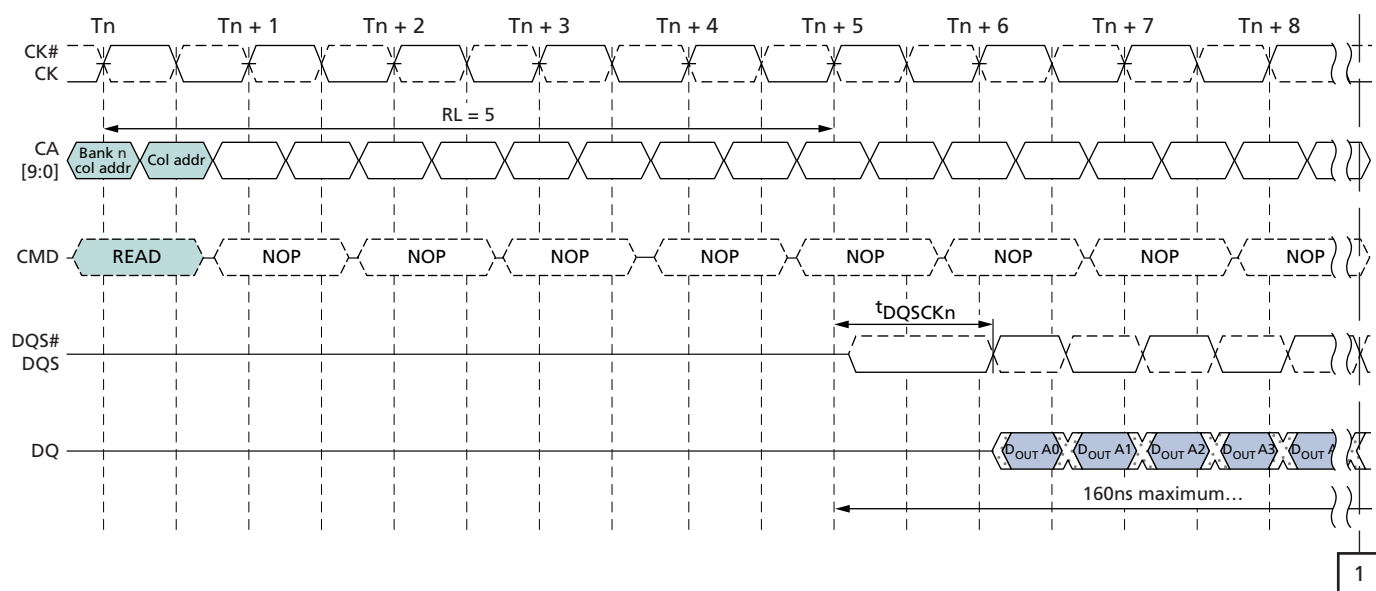 Tn Tn + 1 Tn + 2 Tn + 3 Tn + 4 Tn + 5 Tn + 6 Tn + 7 Tn + 8
CK#
CK
RL = 5
CA
[9:0]
Bank n
col addr
Col addr
CMD READ NOP NOP NOP NOP NOP NOP NOP NOP
tDQSCKn
DQS#
DQS
DQ DOUT A0 DOUT A1 DOUT A2 DOUT A3 DOUT A
160ns maximum…
1